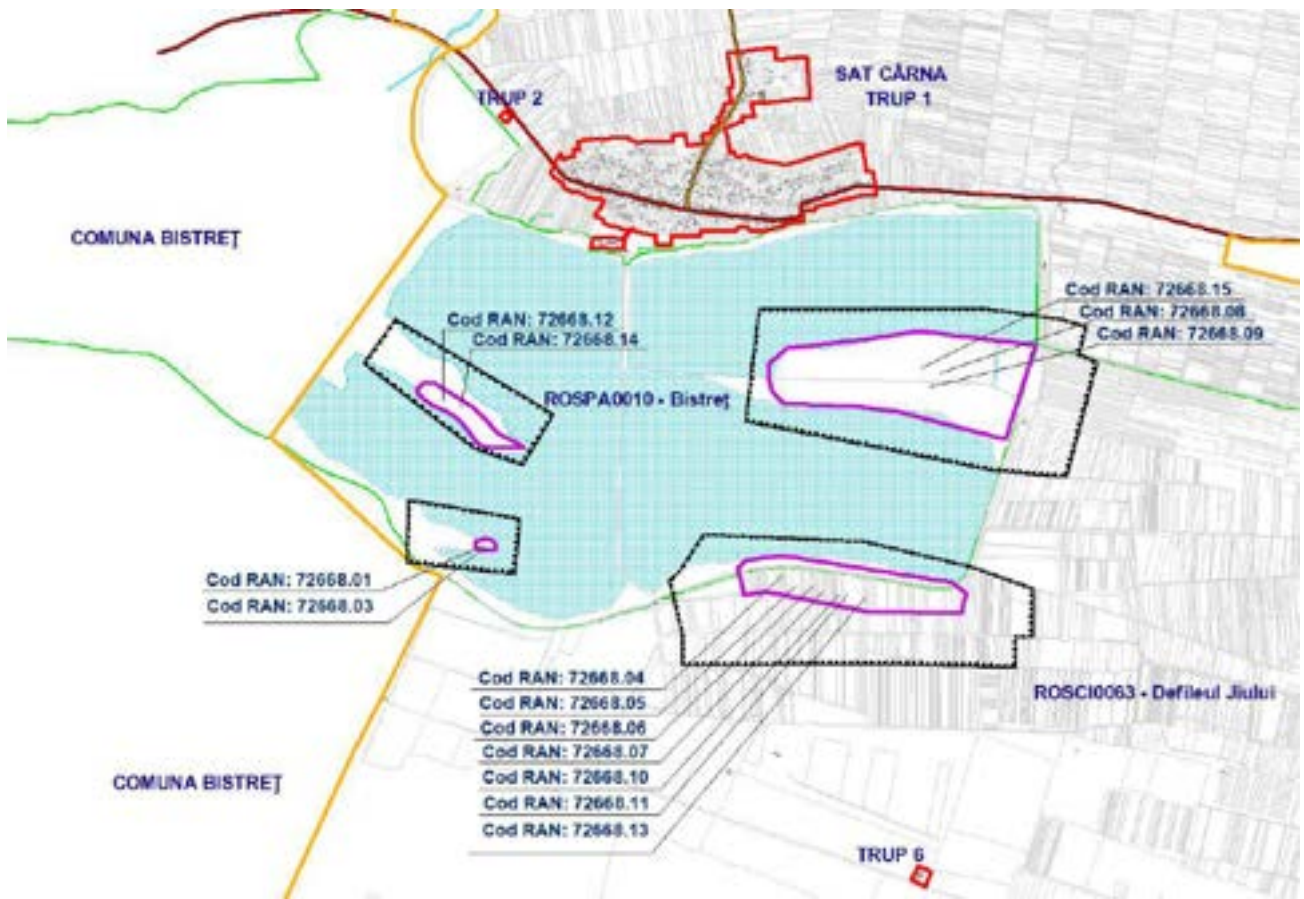 SAT CÂRNA
TRUP 1
TRUP 2
COMUNA BISTREȚ
Cod RAN: 72668.15
Cod RAN: 72668.08
Cod RAN: 72668.09
Cod RAN: 72668.12
Cod RAN: 72668.14
ROSPA0010 - Bistreț
Cod RAN: 72668.01
Cod RAN: 72668.03
Cod RAN: 72668.04
Cod RAN: 72668.05
Cod RAN: 72668.06
Cod RAN: 72668.07
Cod RAN: 72668.10
Cod RAN: 72668.11
Cod RAN: 72668.13
ROSCI0063 - Defileul Jiului
COMUNA BISTREȚ
TRUP 6